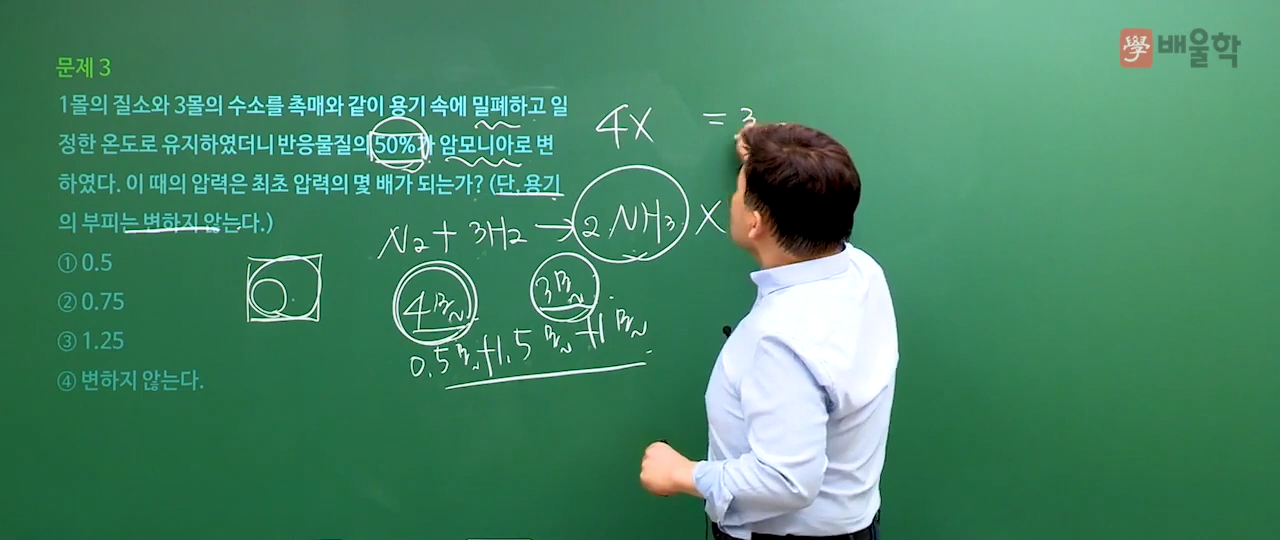 學 배울학
문제 3
1몰의 질소와 3몰의 수소를 촉매와 같이 용기 속에 밀폐하고 일
정한 온도로 유지하였더니 반응물질의 50%가 암모니아로 변
하였다. 이 때의 압력은 최초 압력의 몇 배가 되는가? (단, 용기
의 부피는 변하지 않는다.)
① 0.5
② 0.75
③ 1.25
④ 변하지 않는다.
4X = 3
N₂ + 3H₂ → 2NH₃ X
4몰 3몰
0.5몰+1.5몰+1몰